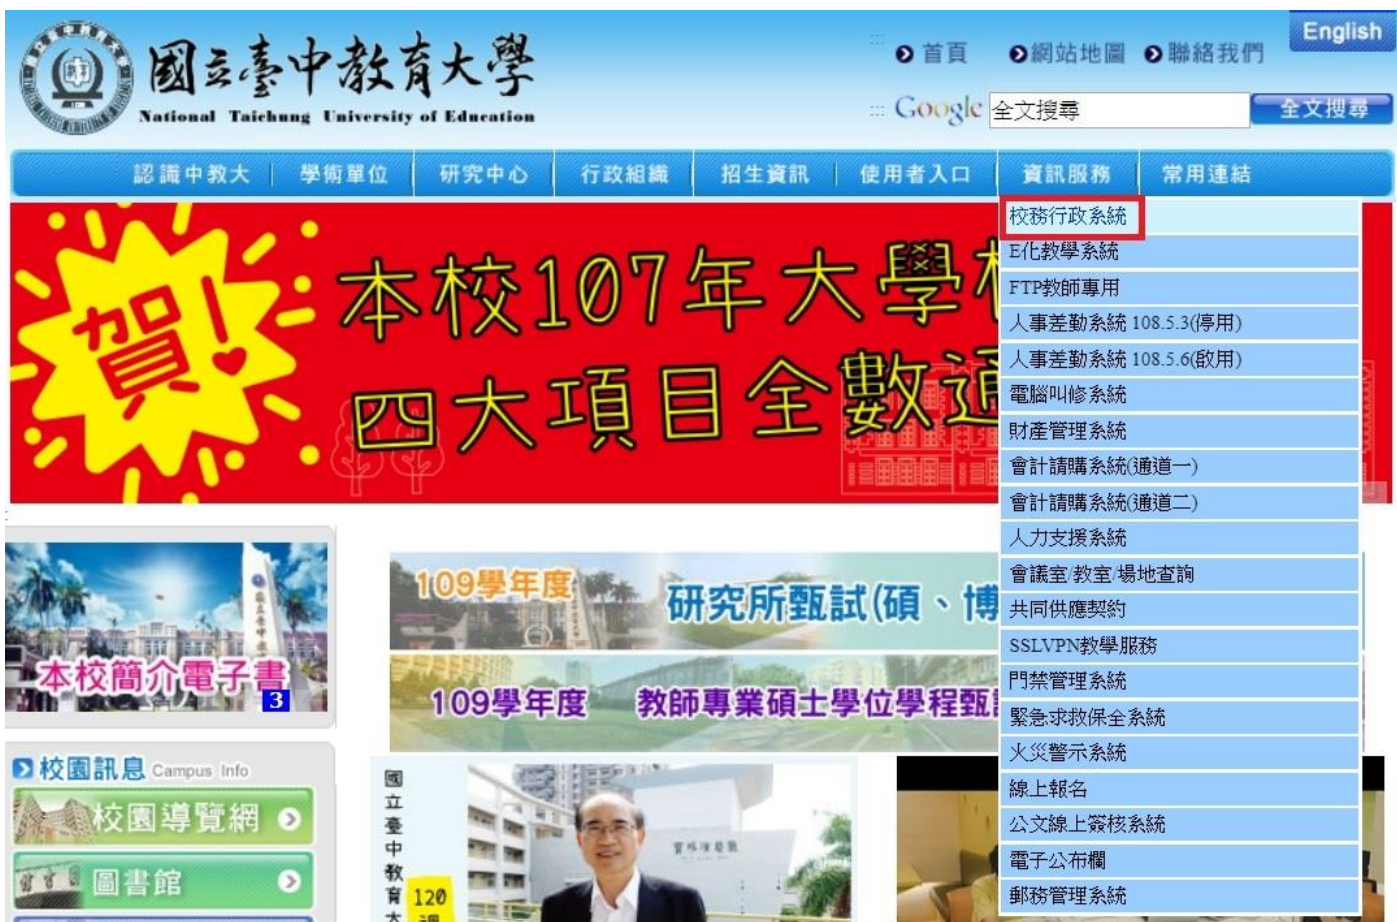 English
國立臺中教育大學
National Taichung University of Education
首頁 網站地圖 聯絡我們
Google 全文搜尋 全文搜尋
認識中教大 學術單位 研究中心 行政組織 招生資訊 使用者入口 資訊服務 常用連結
校務行政系統
E化教學系統
FTP教師專用
人事差勤系統 108.5.3(停用)
人事差勤系統 108.5.6(啟用)
電腦叫修系統
財產管理系統
會計請購系統(通道一)
會計請購系統(通道二)
人力支援系統
會議室/教室/場地查詢
共同供應契約
SSLVPN教學服務
門禁管理系統
緊急求救保全系統
火災警示系統
線上報名
公文線上簽核系統
電子公布欄
郵務管理系統
賀!
本校107年大學
四大項目全數通
本校簡介電子書
3
109學年度 研究所甄試(碩、博
109學年度 教師專業碩士學位學程甄
校園訊息 Campus Info
校園導覽網
圖書館
國立臺中教育大
120
週